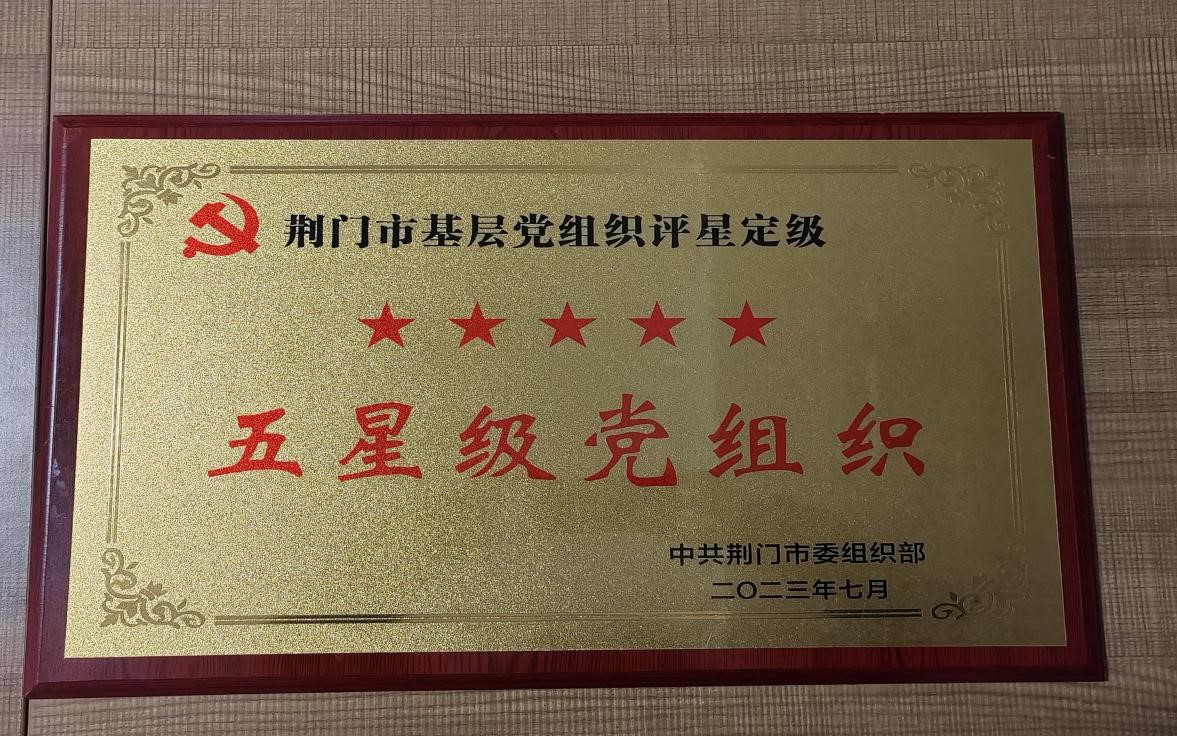 荆门市基层党组织评星定级
五星级党组织
中共荆门市委组织部
二〇二三年七月